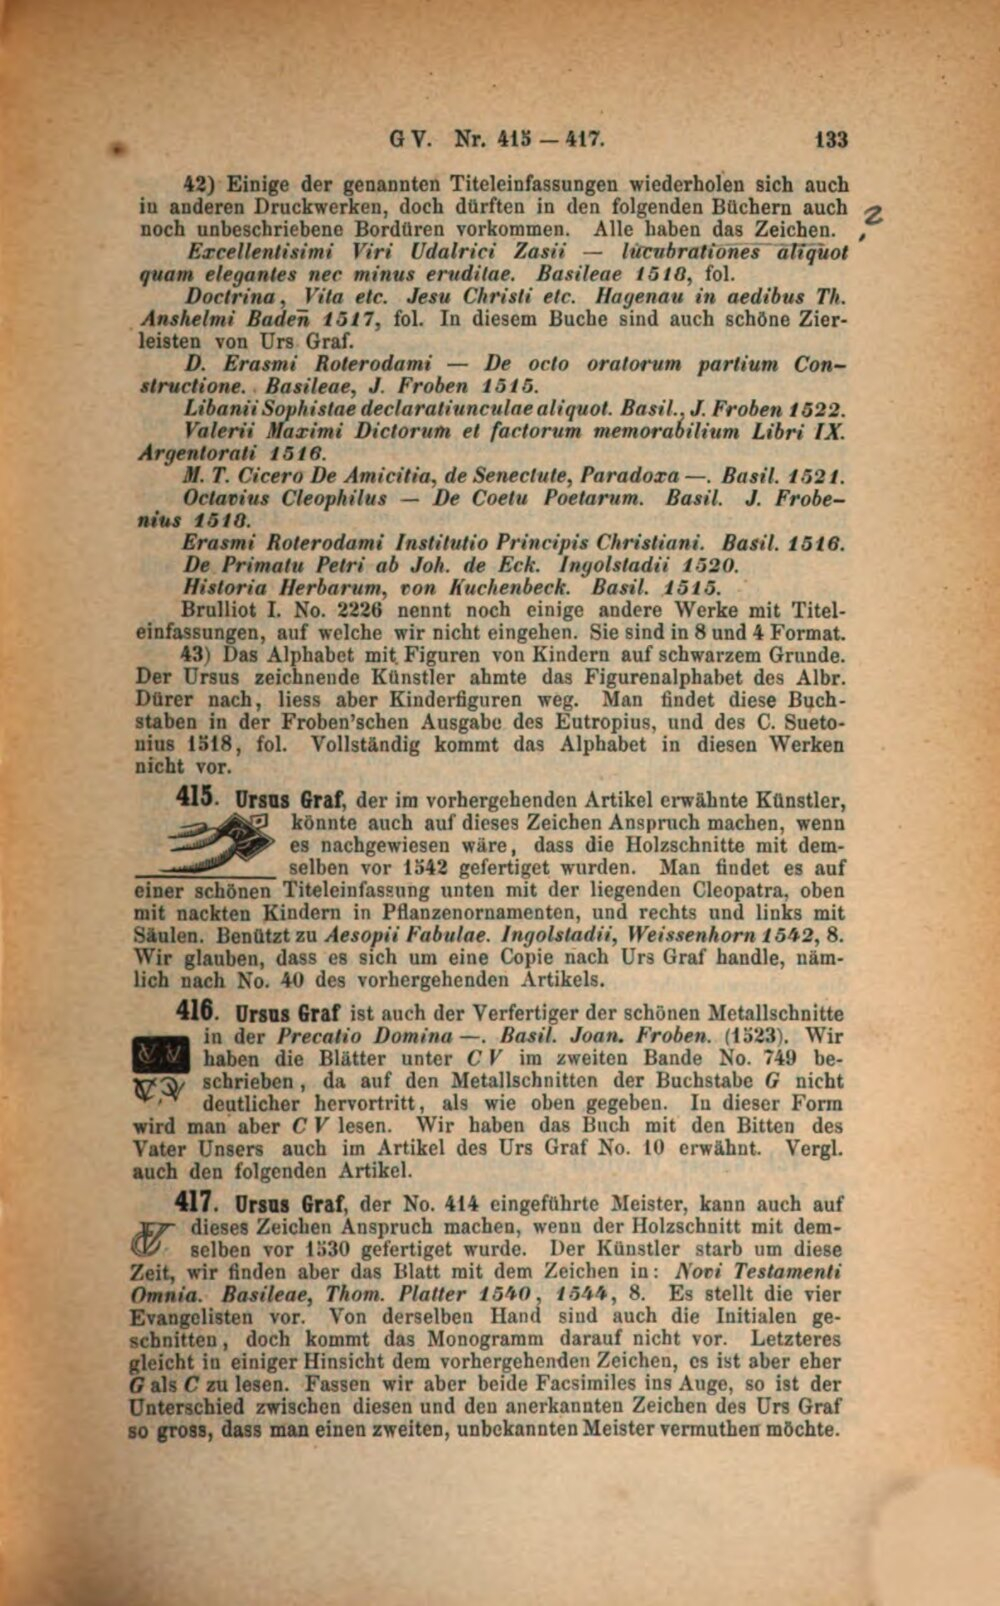 GV. Nr. 415 – 417. 133
42) Einige der genannten Titeleinfassungen wiederholen sich auch
in anderen Druckwerken, doch dürften in den folgenden Büchern auch
noch unbeschriebene Bordüren vorkommen. Alle haben das Zeichen.
2
Excellentisimi Viri Udalrici Zasii — lucubrationes aliquot
quam elegantes nec minus eruditae. Basileae 1518, fol.
Doctrina, Vita etc. Jesu Christi etc. Hagenau in aedibus Th.
Anshelmi Baden 1517, fol. In diesem Buche sind auch schöne Zier-
leisten von Urs Graf.
D. Erasmi Roterodami — De octo oratorum partium Con-
structione. Basileae, J. Froben 1515.
Libanii Sophistae declaratiunculae aliquot. Basil., J. Froben 1522.
Valerii Maximi Dictorum et factorum memorabilium Libri IX.
Argentorati 1516.
M. T. Cicero De Amicitia, de Senectute, Paradoxa —. Basil. 1521.
Octavius Cleophilus — De Coetu Poetarum. Basil. J. Frobe-
nius 1518.
Erasmi Roterodami Institutio Principis Christiani. Basil. 1516.
De Primatu Petri ab Joh. de Eck. Ingolstadii 1520.
Historia Herbarum, von Kuchenbeck. Basil. 1515.
Brulliot I. No. 2226 nennt noch einige andere Werke mit Titel-
einfassungen, auf welche wir nicht eingehen. Sie sind in 8 und 4 Format.
43) Das Alphabet mit Figuren von Kindern auf schwarzem Grunde.
Der Ursus zeichnende Künstler ahmte das Figurenalphabet des Albr.
Dürer nach, liess aber Kinderfiguren weg. Man findet diese Buch-
staben in der Froben'schen Ausgabe des Eutropius, und des C. Sueto-
nius 1518, fol. Vollständig kommt das Alphabet in diesen Werken
nicht vor.
415. Ursus Graf, der im vorhergehenden Artikel erwähnte Künstler,
könnte auch auf dieses Zeichen Anspruch machen, wenn
es nachgewiesen wäre, dass die Holzschnitte mit dem-
selben vor 1542 gefertiget wurden. Man findet es auf
einer schönen Titeleinfassung unten mit der liegenden Cleopatra, oben
mit nackten Kindern in Pflanzenornamenten, und rechts und links mit
Säulen. Benützt zu Aesopii Fabulae. Ingolstadii, Weissenhorn 1542, 8.
Wir glauben, dass es sich um eine Copie nach Urs Graf handle, näm-
lich nach No. 40 des vorhergehenden Artikels.
416. Ursus Graf ist auch der Verfertiger der schönen Metallschnitte
in der Precatio Domina —. Basil. Joan. Froben. (1523). Wir
haben die Blätter unter CV im zweiten Bande No. 749 be-
schrieben, da auf den Metallschnitten der Buchstabe G nicht
deutlicher hervortritt, als wie oben gegeben. In dieser Form
wird man aber CV lesen. Wir haben das Buch mit den Bitten des
Vater Unsers auch im Artikel des Urs Graf No. 10 erwähnt. Vergl.
auch den folgenden Artikel.
417. Ursus Graf, der No. 414 eingeführte Meister, kann auch auf
dieses Zeichen Anspruch machen, wenn der Holzschnitt mit dem-
selben vor 1530 gefertiget wurde. Der Künstler starb um diese
Zeit, wir finden aber das Blatt mit dem Zeichen in: Novi Testamenti
Omnia. Basileae, Thom. Platter 1540, 1544, 8. Es stellt die vier
Evangelisten vor. Von derselben Hand sind auch die Initialen ge-
schnitten, doch kommt das Monogramm darauf nicht vor. Letzteres
gleicht in einiger Hinsicht dem vorhergehenden Zeichen, es ist aber eher
G als C zu lesen. Fassen wir aber beide Facsimiles ins Auge, so ist der
Unterschied zwischen diesen und den anerkannten Zeichen des Urs Graf
so gross, dass man einen zweiten, unbekannten Meister vermuthen möchte.